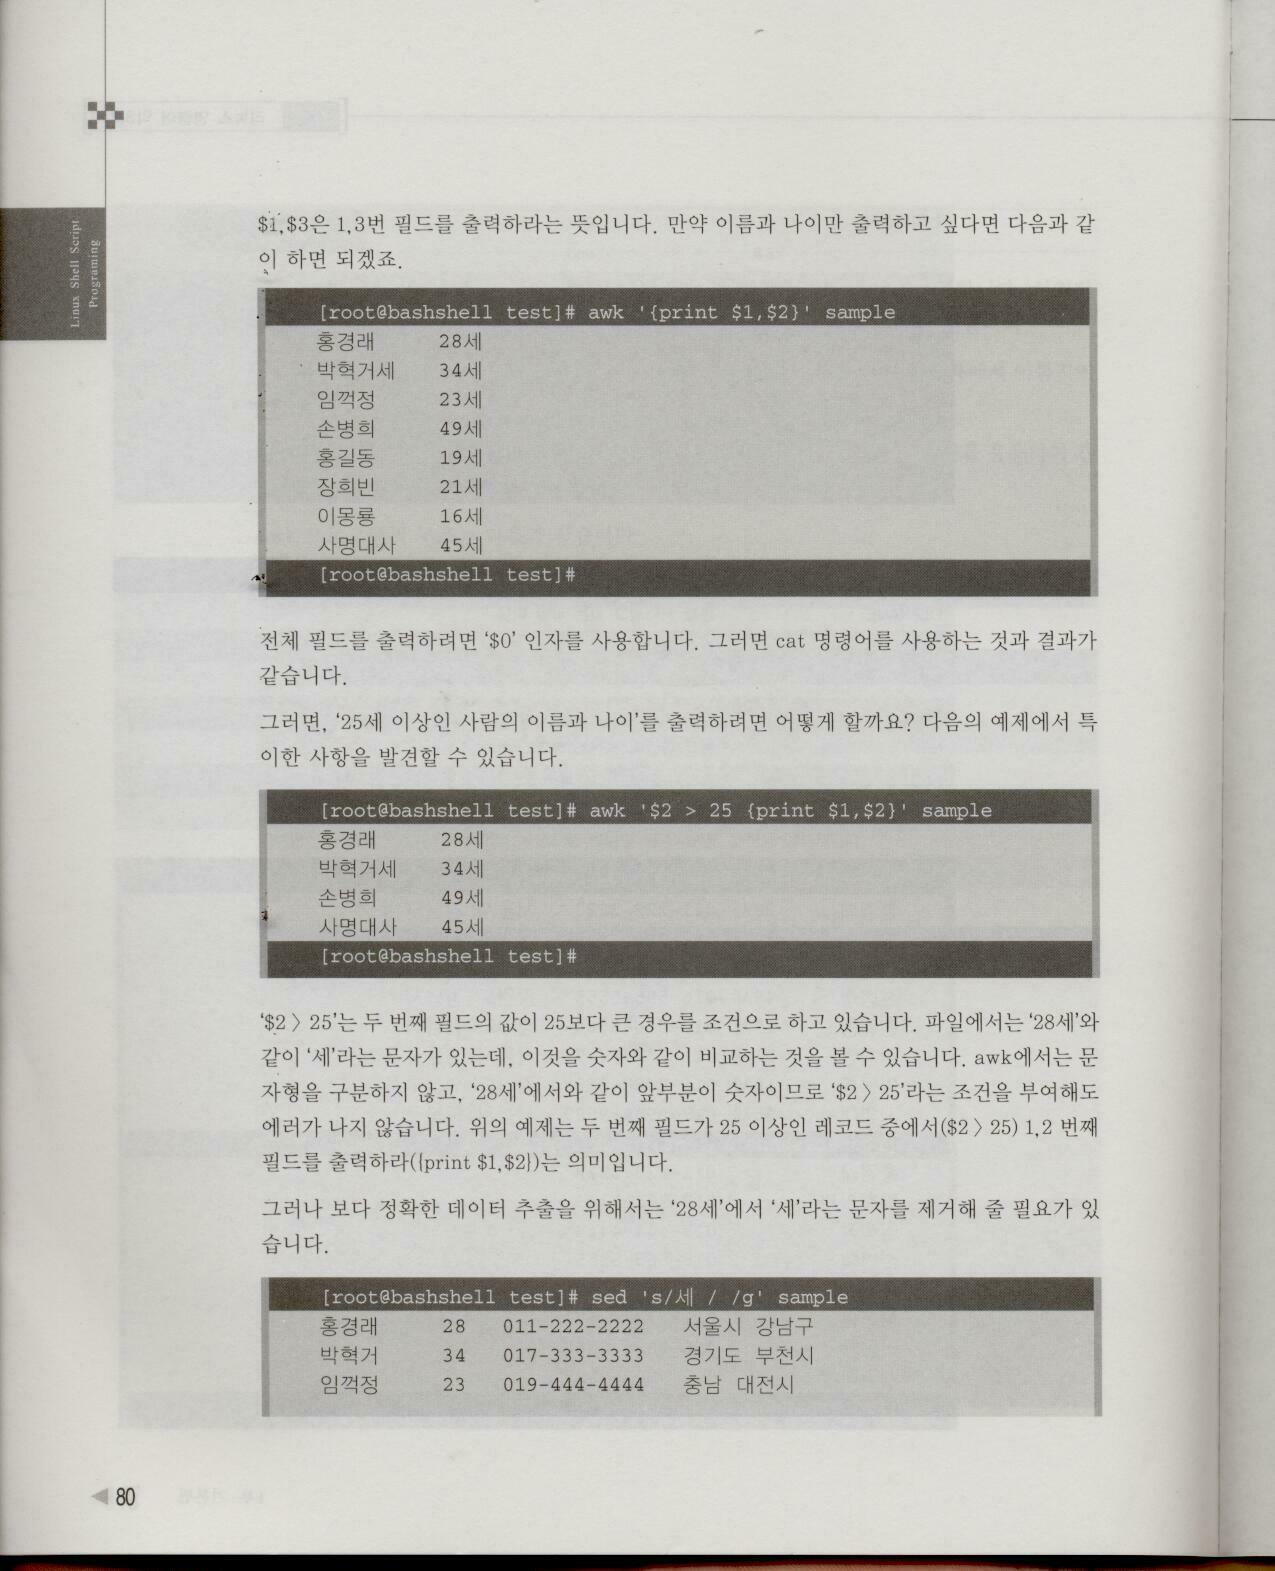 Linux Shell Script
Programing
$1,$3은 1,3번 필드를 출력하라는 뜻입니다. 만약 이름과 나이만 출력하고 싶다면 다음과 같
이 하면 되겠죠.
[root@bashshell test]# awk '{print $1,$2}' sample
홍경래 28세
박혁거세 34세
임꺽정 23세
손병희 49세
홍길동 19세
장희빈 21세
이몽룡 16세
사명대사 45세
[root@bashshell test]#
전체 필드를 출력하려면 ‘$0’ 인자를 사용합니다. 그러면 cat 명령어를 사용하는 것과 결과가
같습니다.
그러면, ‘25세 이상인 사람의 이름과 나이’를 출력하려면 어떻게 할까요? 다음의 예제에서 특
이한 사항을 발견할 수 있습니다.
[root@bashshell test]# awk '$2 > 25 {print $1,$2}' sample
홍경래 28세
박혁거세 34세
손병희 49세
사명대사 45세
[root@bashshell test]#
‘$2 〉 25’는 두 번째 필드의 값이 25보다 큰 경우를 조건으로 하고 있습니다. 파일에서는 ‘28세’와
같이 ‘세’라는 문자가 있는데, 이것을 숫자와 같이 비교하는 것을 볼 수 있습니다. awk에서는 문
자형을 구분하지 않고, ‘28세’에서와 같이 앞부분이 숫자이므로 ‘$2 〉 25’라는 조건을 부여해도
에러가 나지 않습니다. 위의 예제는 두 번째 필드가 25 이상인 레코드 중에서($2 〉 25) 1,2 번째
필드를 출력하라({print $1,$2})는 의미입니다.
그러나 보다 정확한 데이터 추출을 위해서는 ‘28세’에서 ‘세’라는 문자를 제거해 줄 필요가 있
습니다.
[root@bashshell test]# sed 's/세 / /g' sample
홍경래 28 011-222-2222 서울시 강남구
박혁거 34 017-333-3333 경기도 부천시
임꺽정 23 019-444-4444 충남 대전시
80